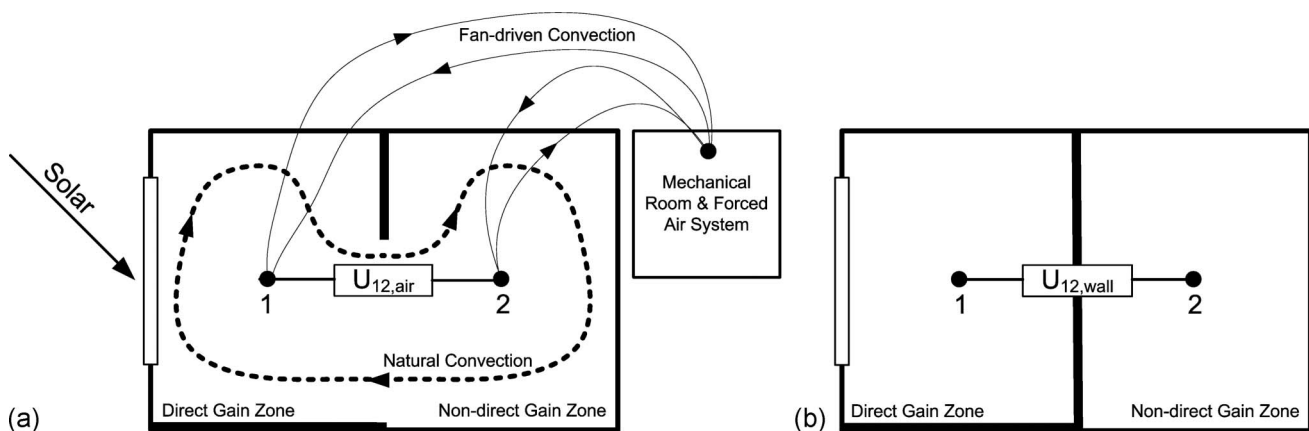 Fan-driven Convection
Solar
Mechanical
Room & Forced
Air System
U12,air
1
2
Natural Convection
(a)
Direct Gain Zone
Non-direct Gain Zone
U12,wall
1
2
(b)
Direct Gain Zone
Non-direct Gain Zone